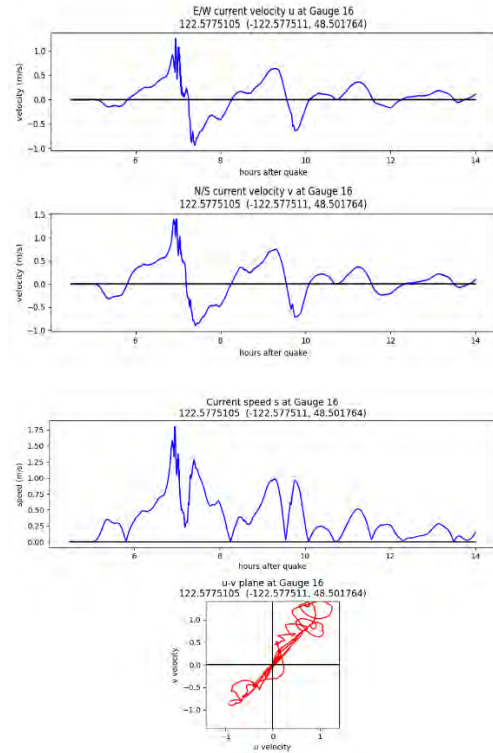 E/W current velocity u at Gauge 16
122.5775105 (-122.577511, 48.501764)
velocity (m/s)
1.0
0.5
0.0
−0.5
−1.0
6 8 10 12 14
hours after quake
N/S current velocity v at Gauge 16
122.5775105 (-122.577511, 48.501764)
velocity (m/s)
1.5
1.0
0.5
0.0
−0.5
−1.0
6 8 10 12 14
hours after quake
Current speed s at Gauge 16
122.5775105 (-122.577511, 48.501764)
speed (m/s)
1.75
1.50
1.25
1.00
0.75
0.50
0.25
0.00
6 8 10 12 14
hours after quake
u-v plane at Gauge 16
122.5775105 (-122.577511, 48.501764)
v velocity
1.0
0.5
0.0
−0.5
−1.0
−1 0 1
u velocity